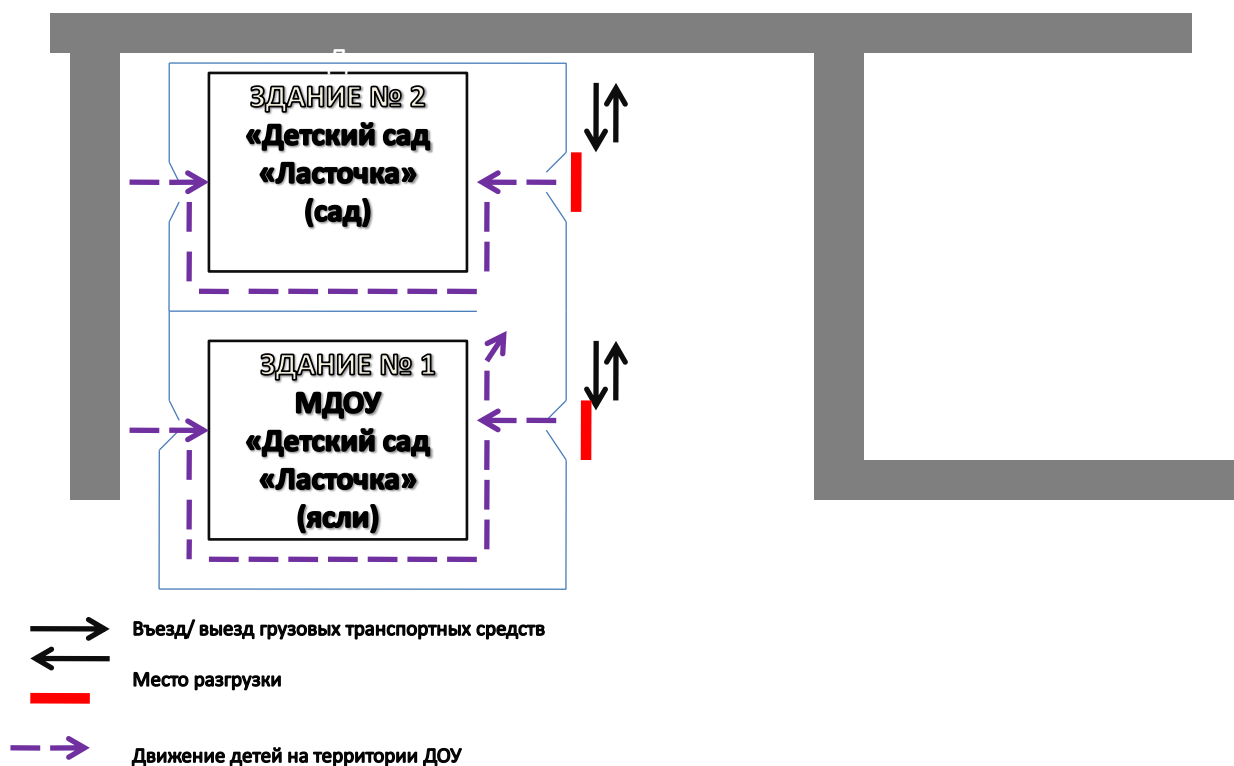 ЗДАНИЕ № 2
«Детский сад
«Ласточка»
(сад)
ЗДАНИЕ № 1
МДОУ
«Детский сад
«Ласточка»
(ясли)
Въезд/ выезд грузовых транспортных средств
Место разгрузки
Движение детей на территории ДОУ